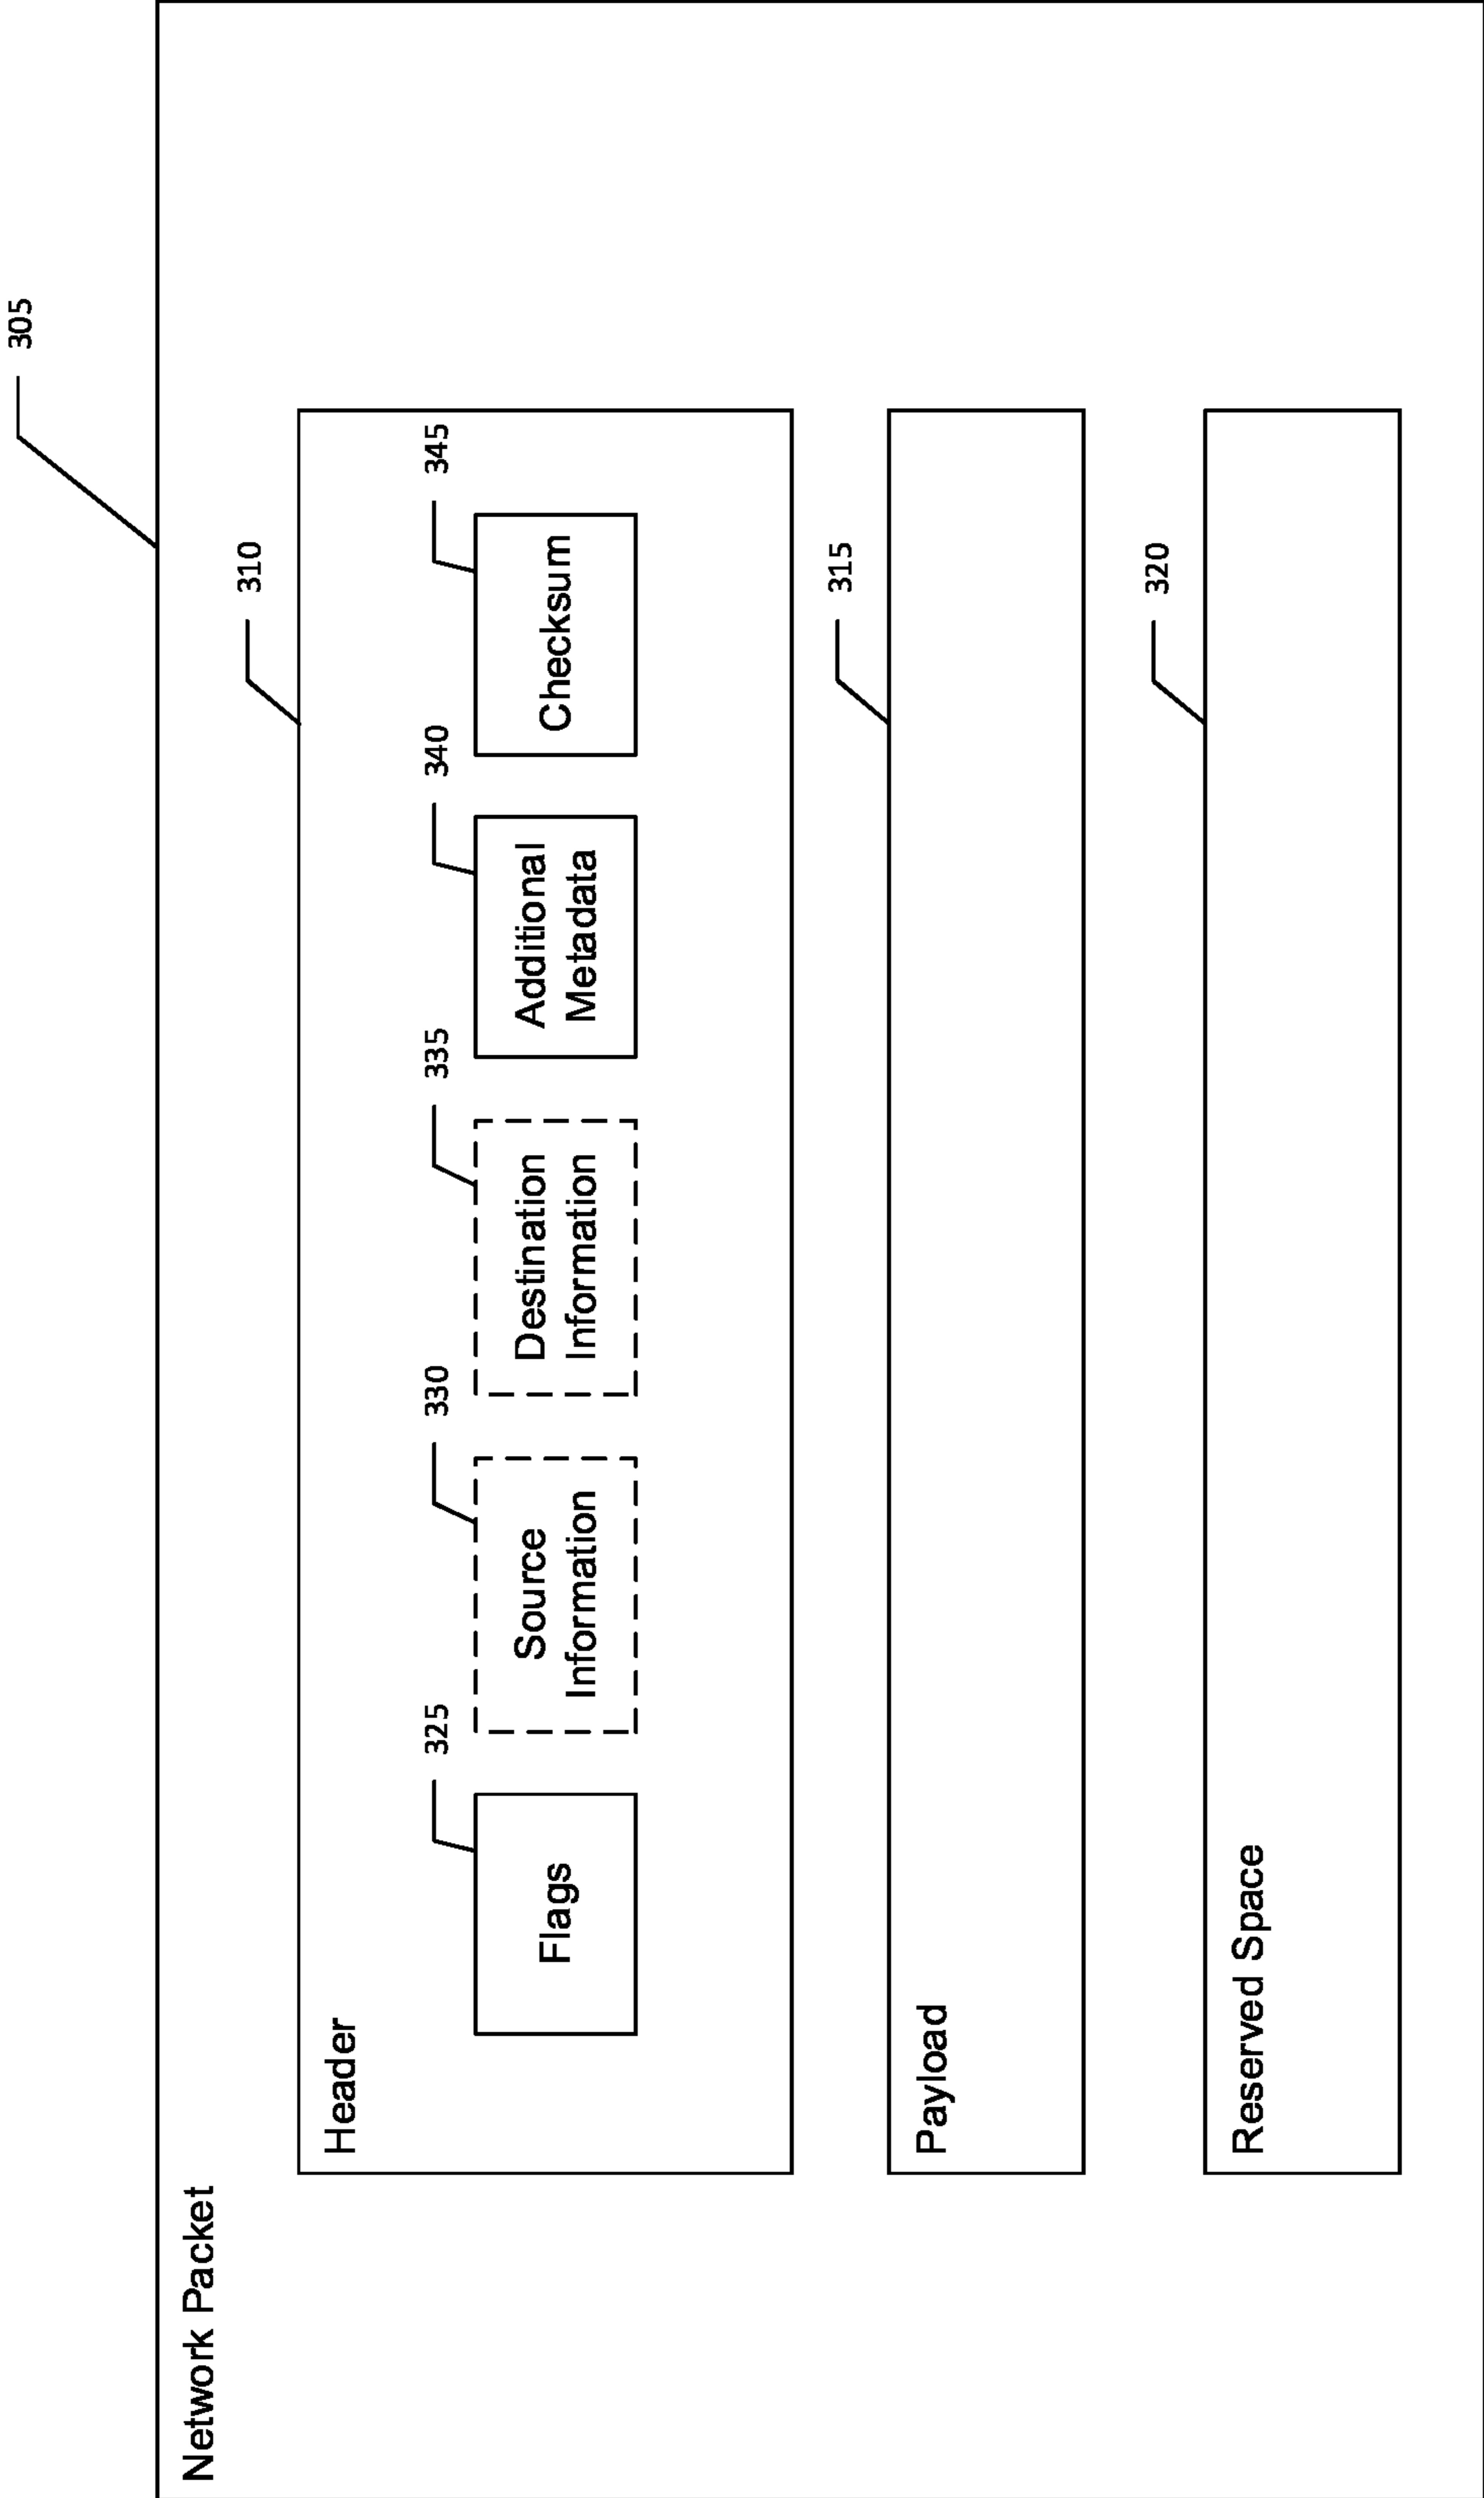 305
Network Packet
310
Header
325
330
335
340
345
Flags
Source
Information
Destination
Information
Additional
Metadata
Checksum
315
Payload
320
Reserved Space